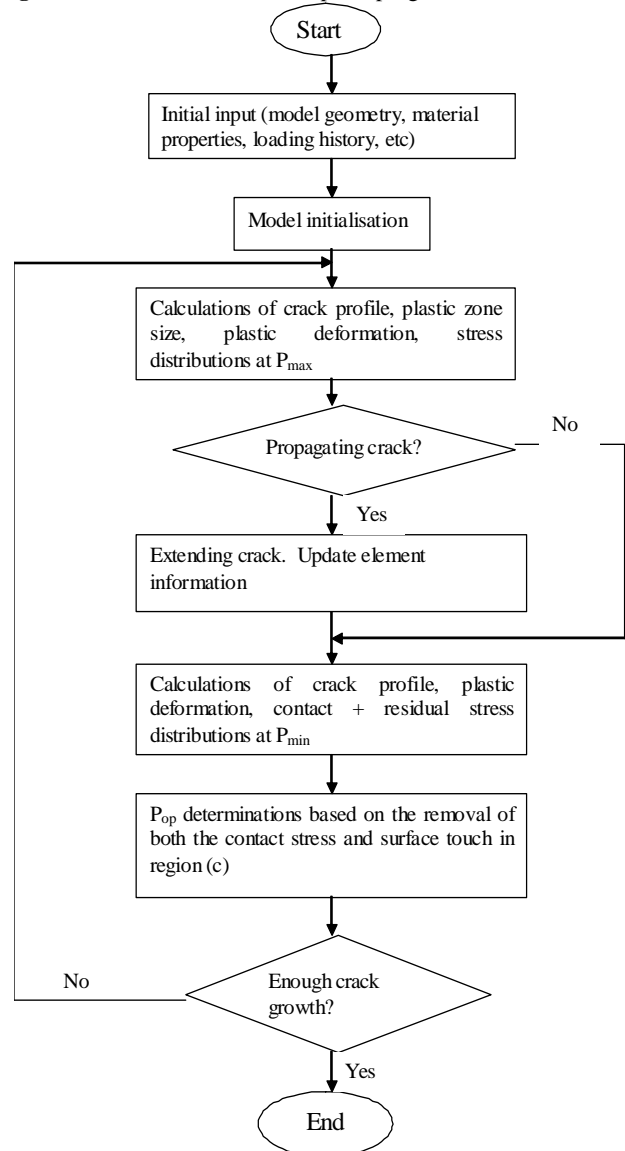 Start
Initial input (model geometry, material
properties, loading history, etc)
Model initialisation
Calculations of crack profile, plastic zone
size, plastic deformation, stress
distributions at Pmax
Propagating crack?
No
Yes
Extending crack. Update element
information
Calculations of crack profile, plastic
deformation, contact + residual stress
distributions at Pmin
Pop determinations based on the removal of
both the contact stress and surface touch in
region (c)
No
Enough crack
growth?
Yes
End